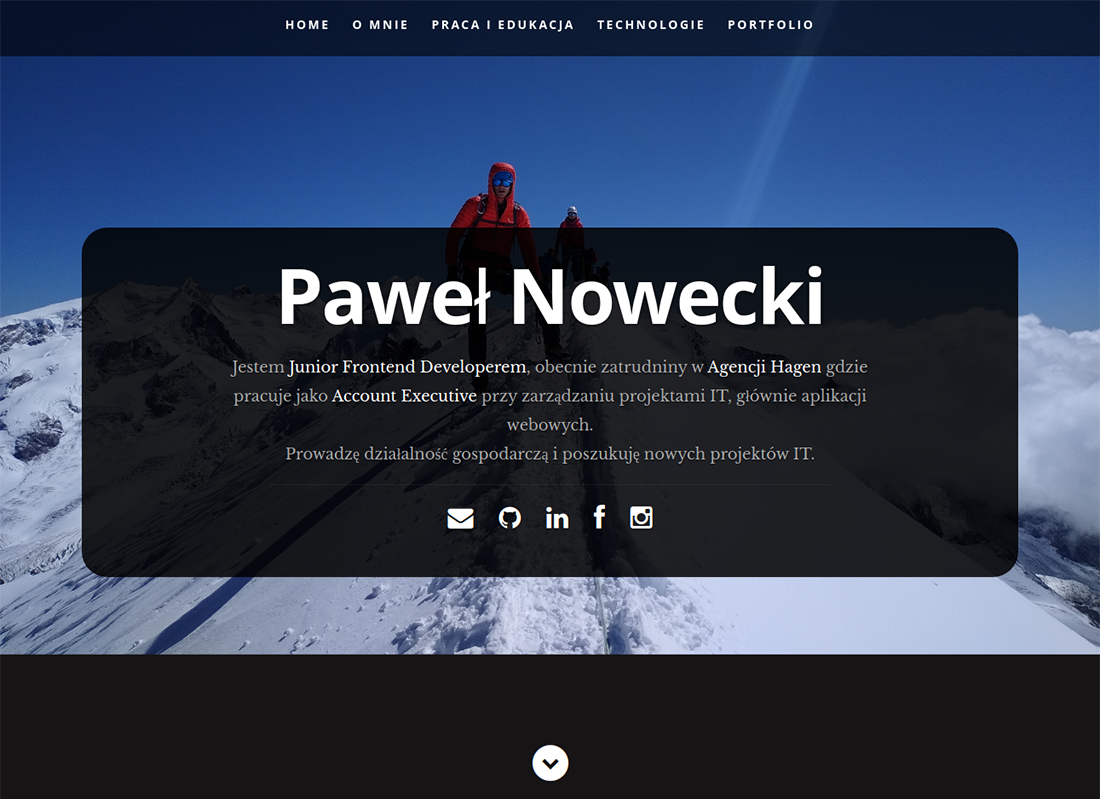 HOME O MNIE PRACA I EDUKACJA TECHNOLOGIE PORTFOLIO
Paweł Nowecki
Jestem Junior Frontend Developerem, obecnie zatrudniny w Agencji Hagen gdzie
pracuje jako Account Executive przy zarządzaniu projektami IT, głównie aplikacji
webowych.
Prowadzę działalność gospodarczą i poszukuję nowych projektów IT.